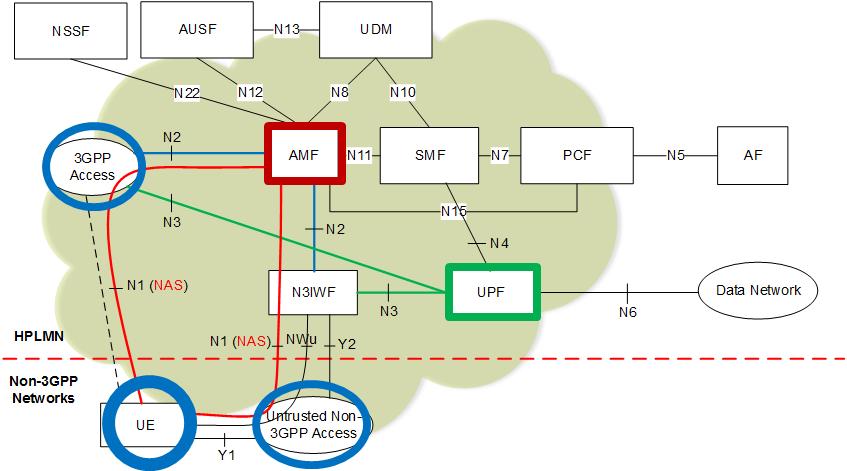 NSSF
AUSF
N13
UDM
N22
N12
N8
N10
N2
3GPP
Access
AMF
N11
SMF
N7
PCF
N5
AF
N3
N15
N2
N4
N1 (NAS)
N3IWF
N3
UPF
N6
Data Network
HPLMN
N1 (NAS)
NWu
Y2
Non-3GPP
Networks
UE
Untrusted Non-
3GPP Access
Y1